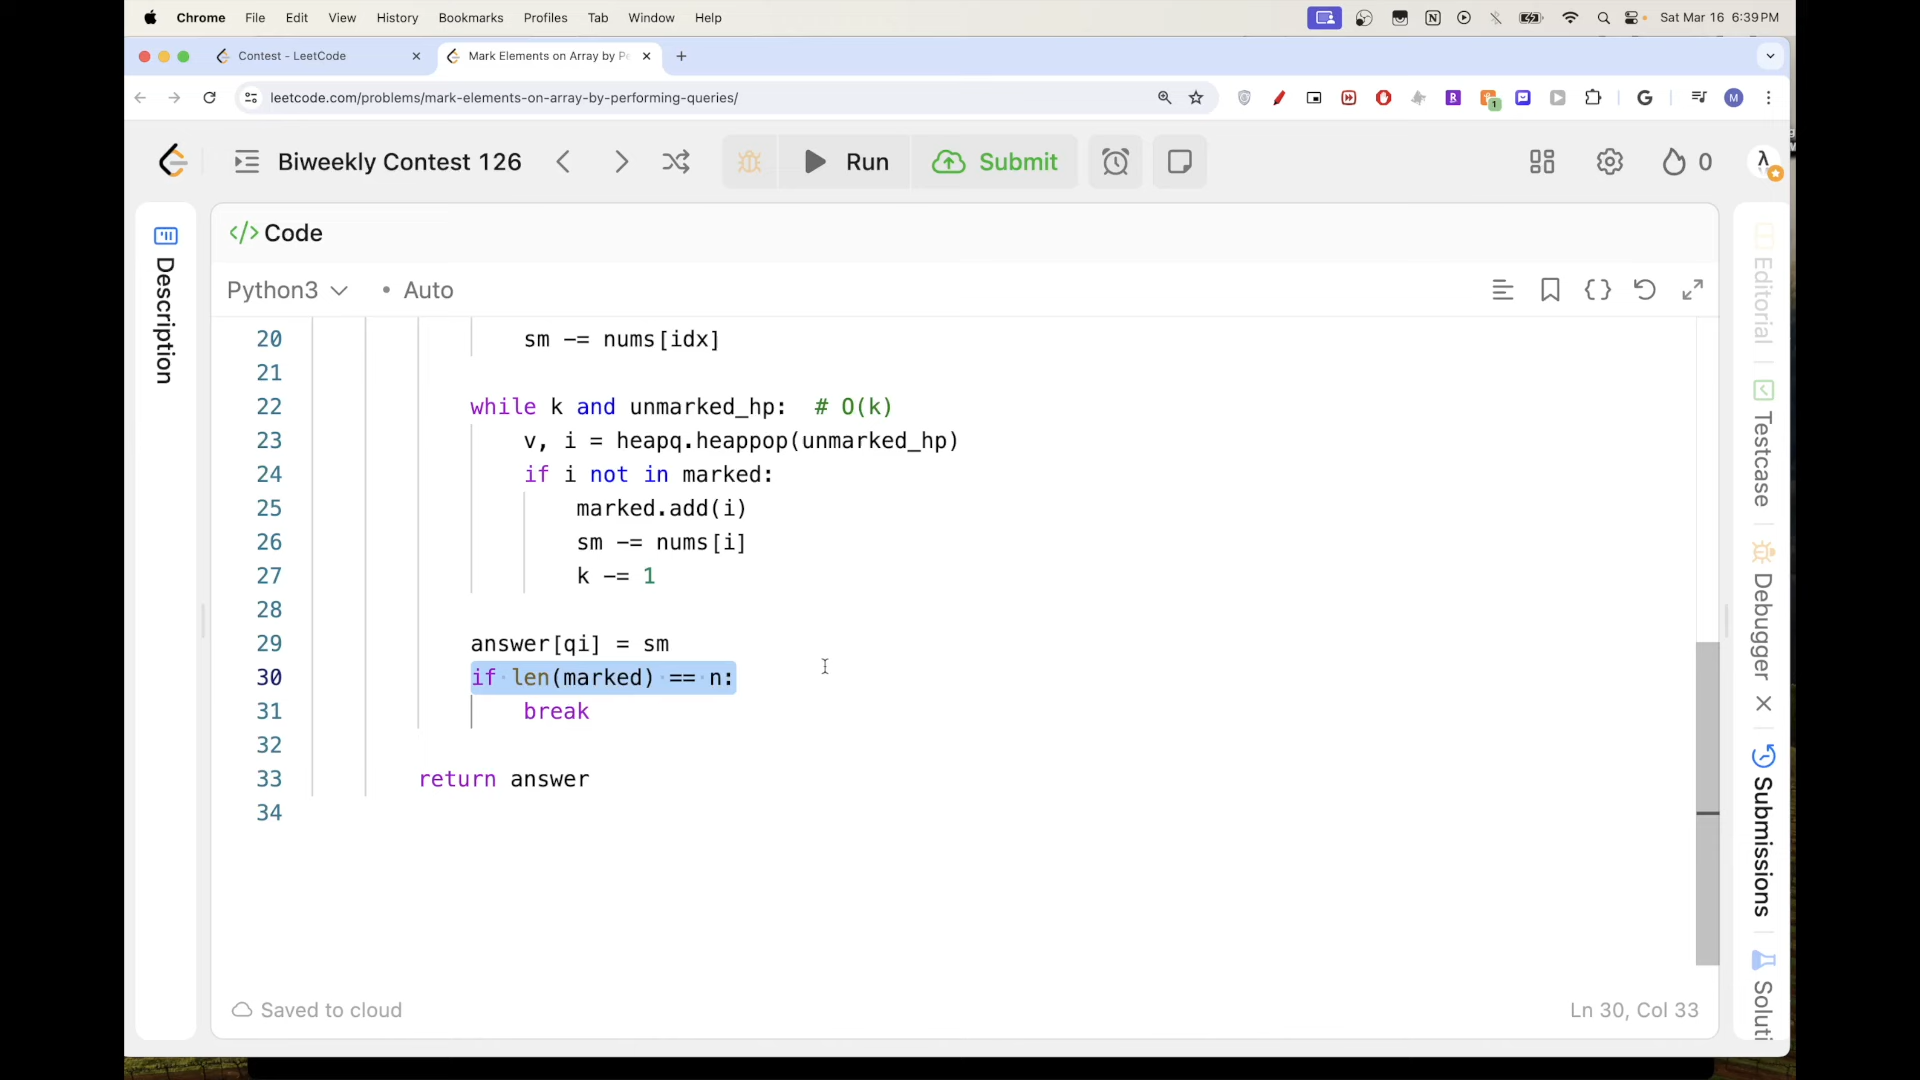 Chrome File Edit View History Bookmarks Profiles Tab Window Help Sat Mar 16 6:39 PM
Contest - LeetCode
Mark Elements on Array by P
leetcode.com/problems/mark-elements-on-array-by-performing-queries/
1
G
M
Biweekly Contest 126
Run
Submit
0
Description
</> Code
Python3 • Auto
20 sm -= nums[idx]
21
22 while k and unmarked_hp: # O(k)
23 v, i = heapq.heappop(unmarked_hp)
24 if i not in marked:
25 marked.add(i)
26 sm -= nums[i]
27 k -= 1
28
29 answer[qi] = sm
30 if len(marked) == n:
31 break
32
33 return answer
34
Saved to cloud
Ln 30, Col 33
Editorial
Testcase
Debugger
Submissions
Soluti